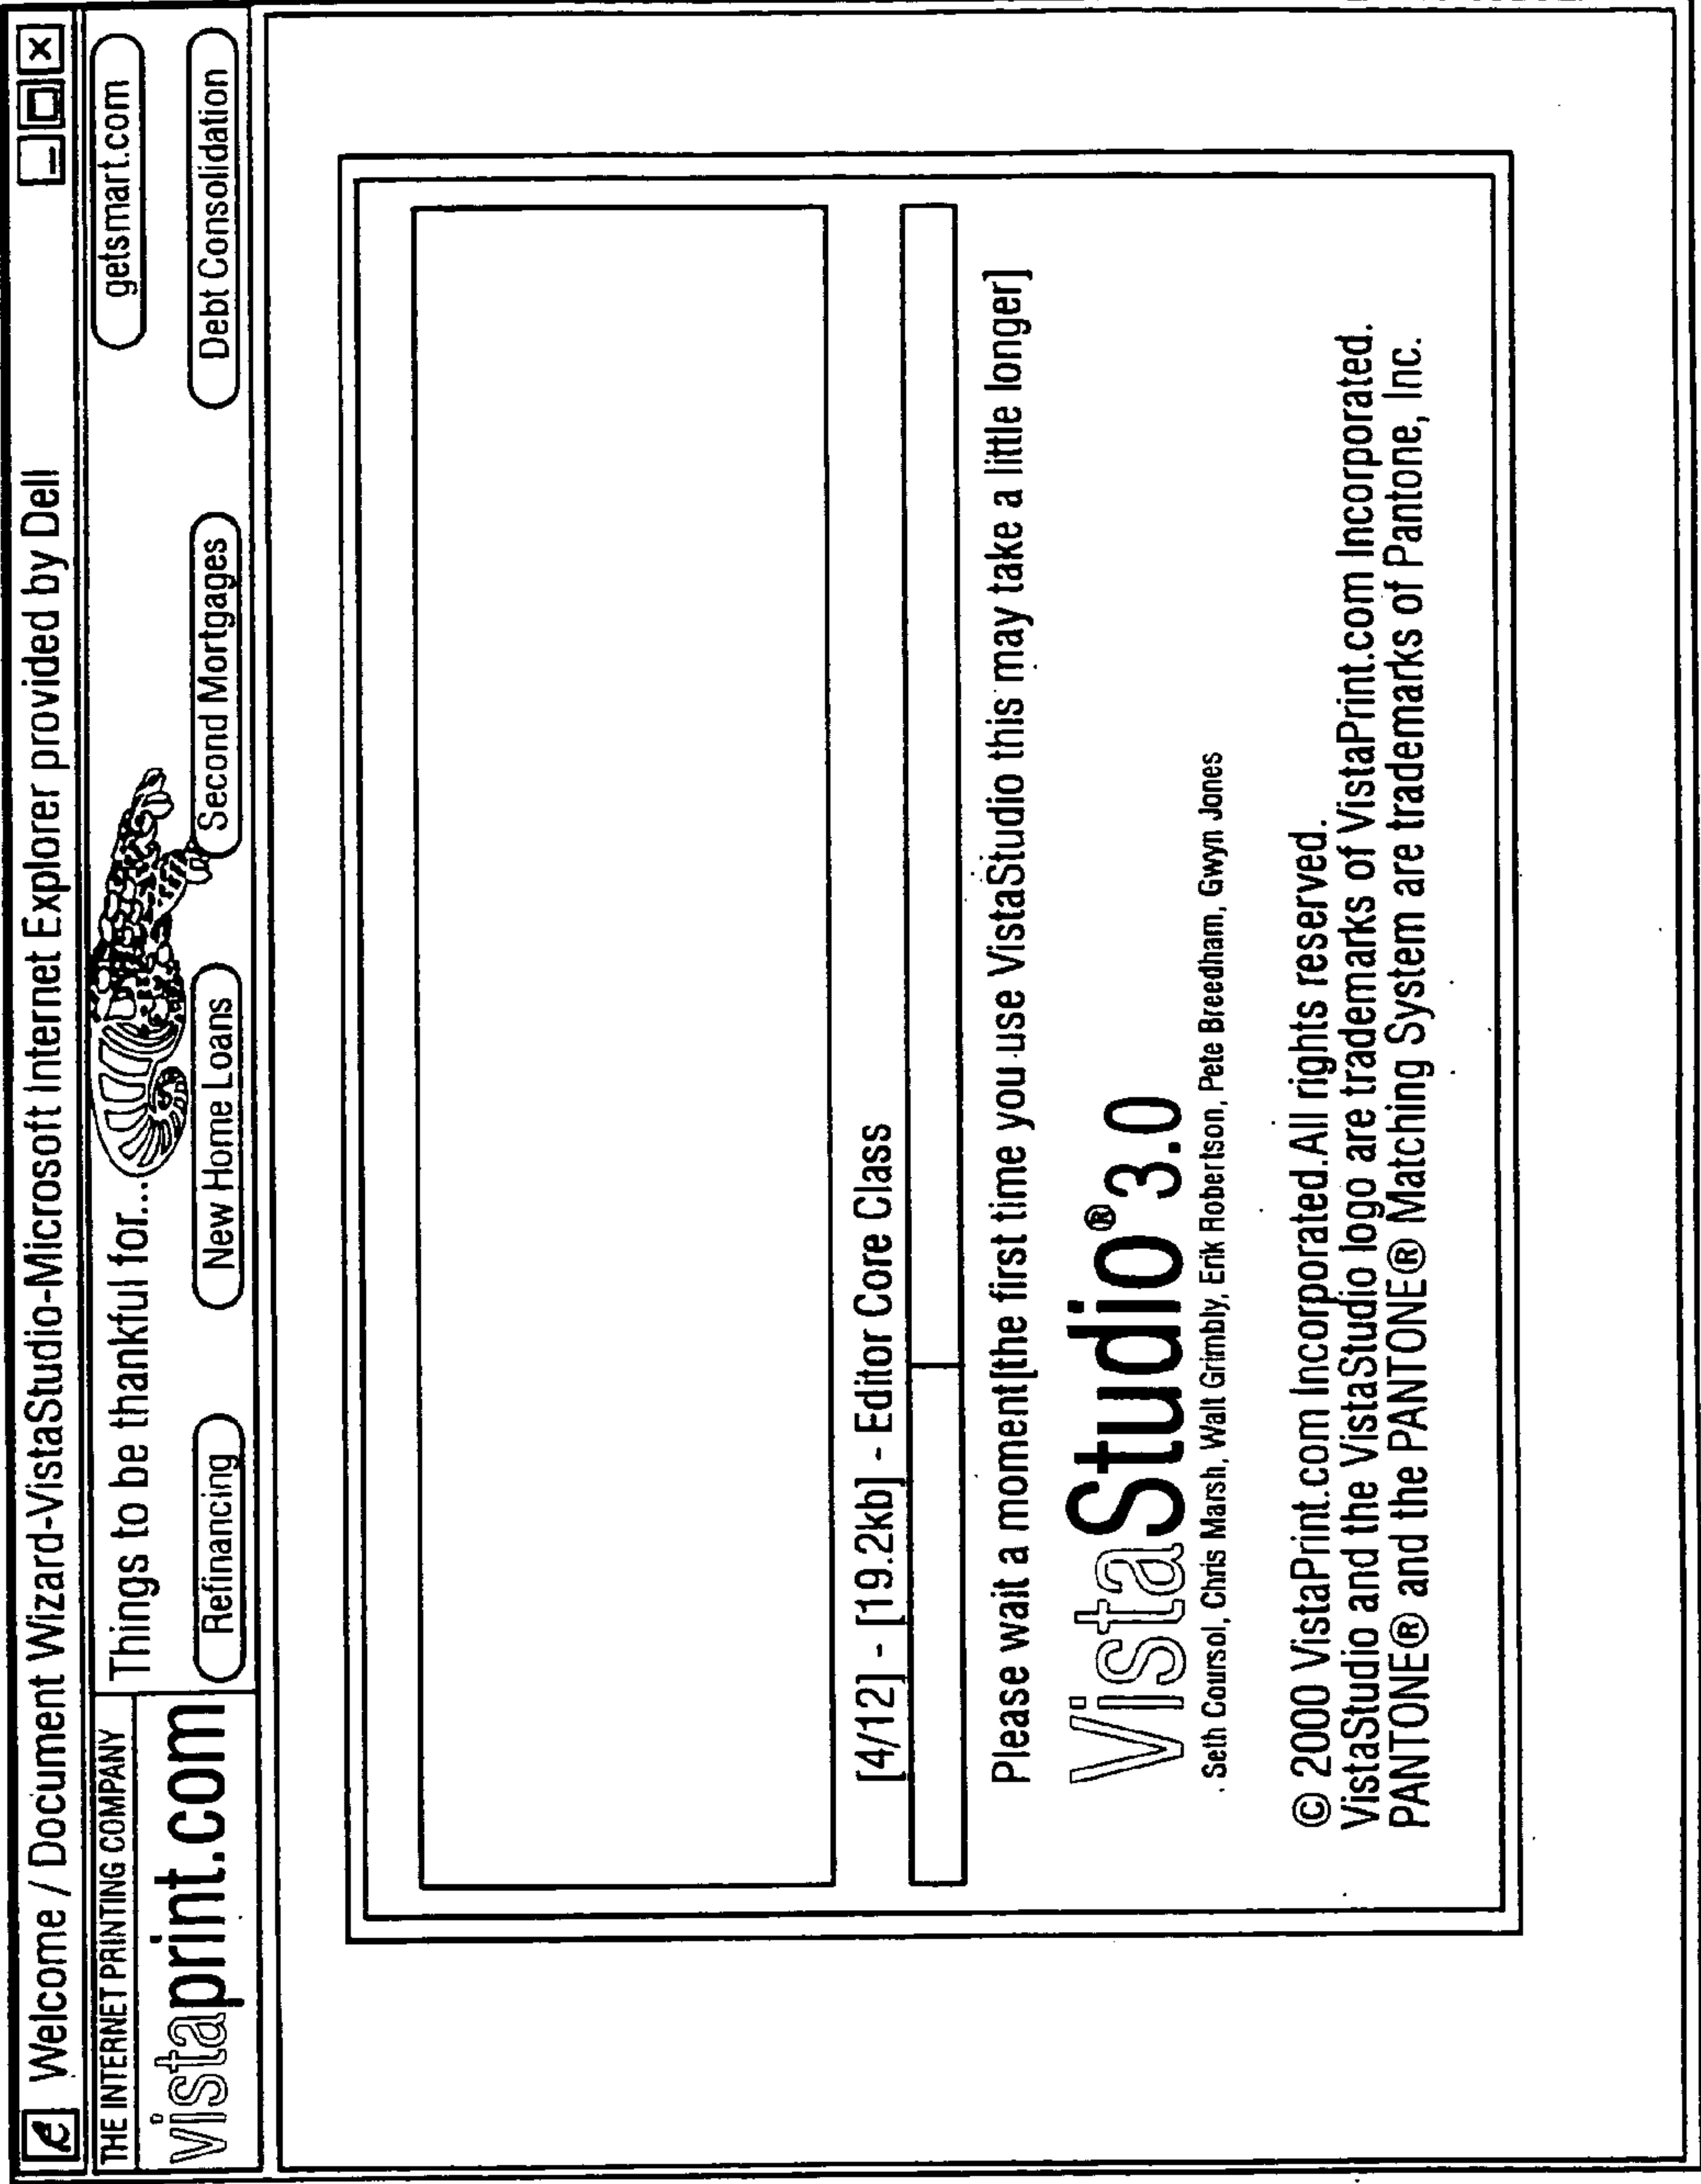 Welcome / Document Wizard-VistaStudio-Microsoft Internet Explorer provided by Dell
THE INTERNET PRINTING COMPANY
vistaprint.com
Things to be thankful for...
getsmart.com
Refinancing
New Home Loans
Second Mortgages
Debt Consolidation
[4/12] - [19.2kb] - Editor Core Class
Please wait a moment[the first time you use VistaStudio this may take a little longer]
VistaStudio® 3.0
Seth Coursol, Chris Marsh, Walt Grimbly, Erik Robertson, Pete Breedham, Gwyn Jones
© 2000 VistaPrint.com Incorporated.All rights reserved.
VistaStudio and the VistaStudio logo are trademarks of VistaPrint.com Incorporated.
PANTONE® and the PANTONE® Matching System are trademarks of Pantone, Inc.